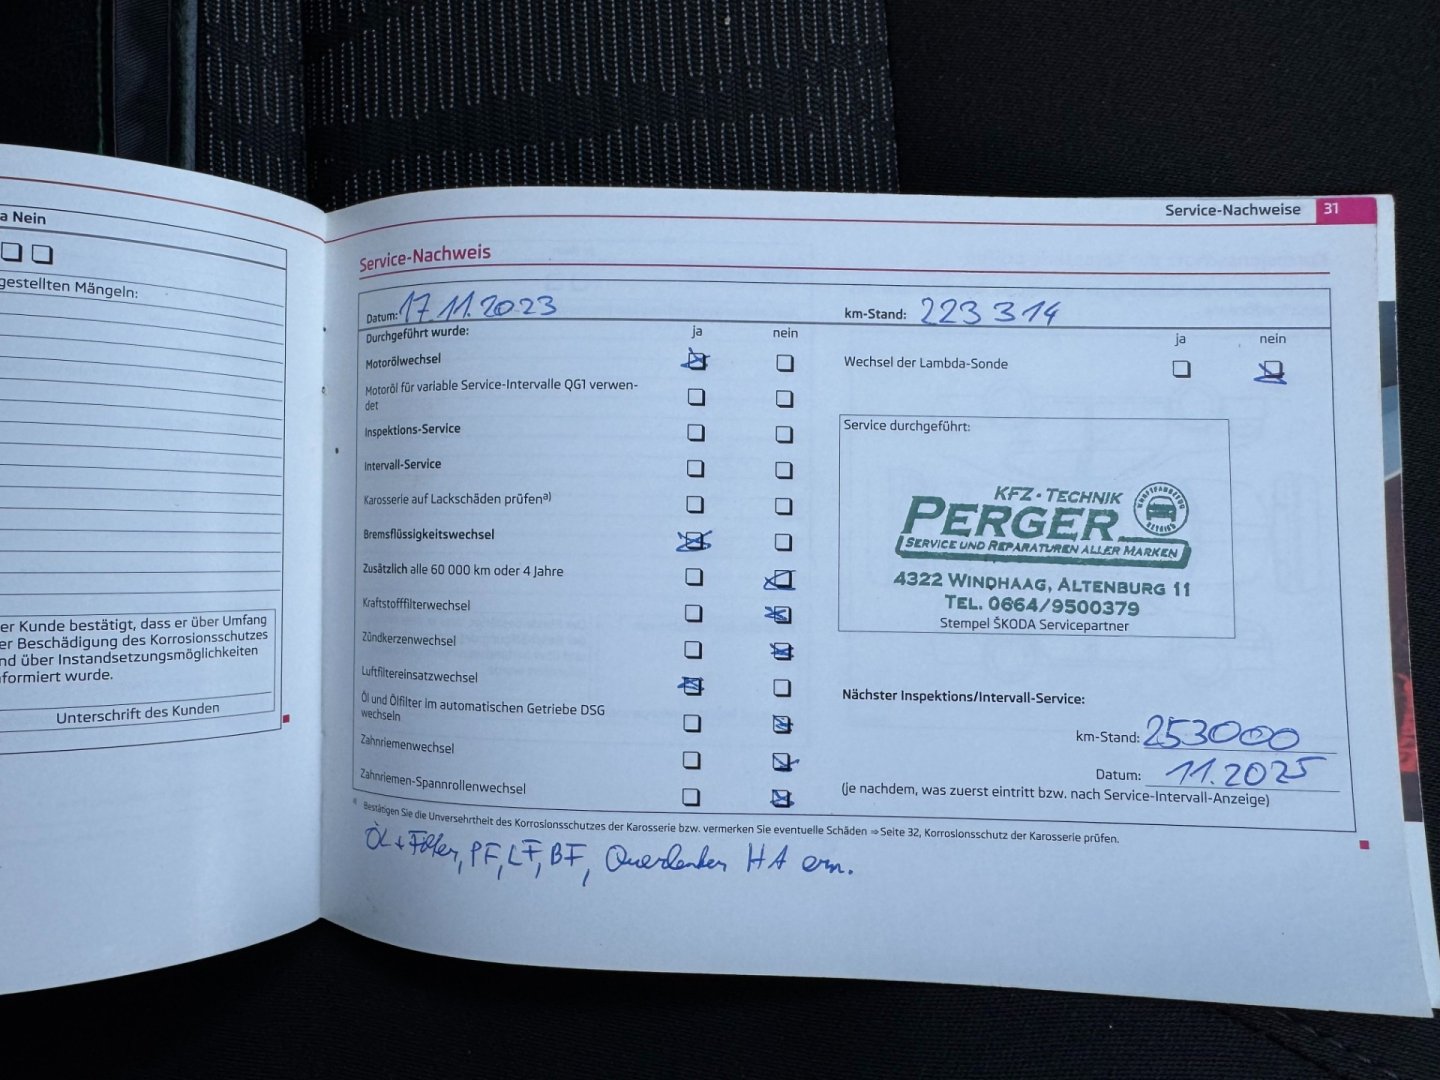 a Nein
gestellten Mängeln:
er Kunde bestätigt, dass er über Umfang
er Beschädigung des Korrosionsschutzes
nd über Instandsetzungsmöglichkeiten
nformiert wurde.
Unterschrift des Kunden
Service-Nachweise 31
Service-Nachweis
Datum: 17.11.2023 km-Stand: 223 314
Durchgeführt wurde: ja nein ja nein
Motorölwechsel
Wechsel der Lambda-Sonde
Motoröl für variable Service-Intervalle QG1 verwen-
det
Inspektions-Service
Intervall-Service
Karosserie auf Lackschäden prüfen a)
Bremsflüssigkeitswechsel
Zusätzlich alle 60 000 km oder 4 Jahre
Kraftstofffilterwechsel
Zündkerzenwechsel
Luftfiltereinsatzwechsel
Öl und Ölfilter im automatischen Getriebe DSG
wechseln
Zahnriemenwechsel
Zahnriemen-Spannrollenwechsel
Service durchgeführt:
KFZ · TECHNIK
PERGER
KRAFTFAHRZEUG
BETRIEB
SERVICE UND REPARATUREN ALLER MARKEN
4322 WINDHAAG, ALTENBURG 11
TEL. 0664/9500379
Stempel ŠKODA Servicepartner
Nächster Inspektions/Intervall-Service:
km-Stand: 253000
Datum: 11.2025
(je nachdem, was zuerst eintritt bzw. nach Service-Intervall-Anzeige)
a) Bestätigen Sie die Unversehrtheit des Korrosionsschutzes der Karosserie bzw. vermerken Sie eventuelle Schäden ⇒ Seite 32, Korrosionsschutz der Karosserie prüfen.
Öl + Filter, PF, LF, BF, Querlenker HA ern.